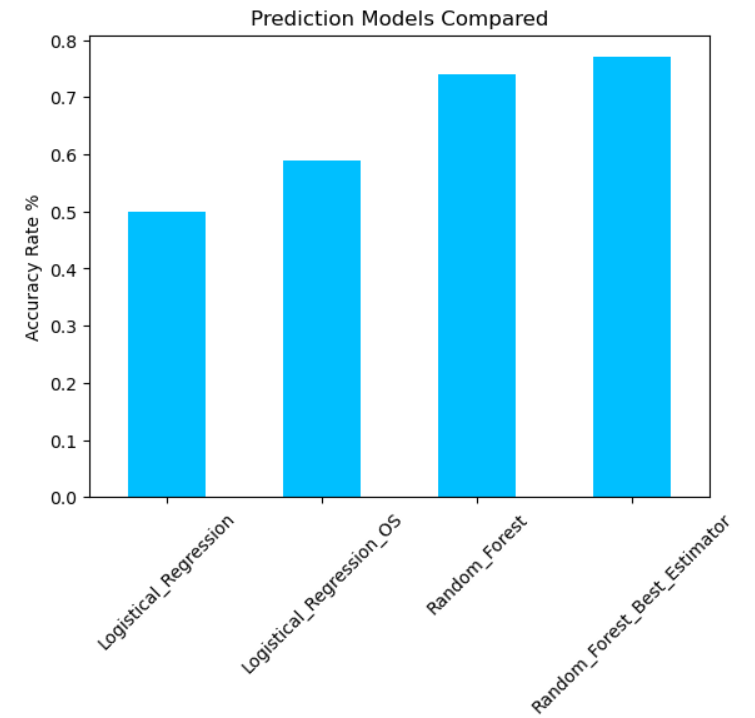 Prediction Models Compared
Accuracy Rate %
0.8
0.7
0.6
0.5
0.4
0.3
0.2
0.1
0.0
Logistical_Regression
Logistical_Regression_OS
Random_Forest
Random_Forest_Best_Estimator